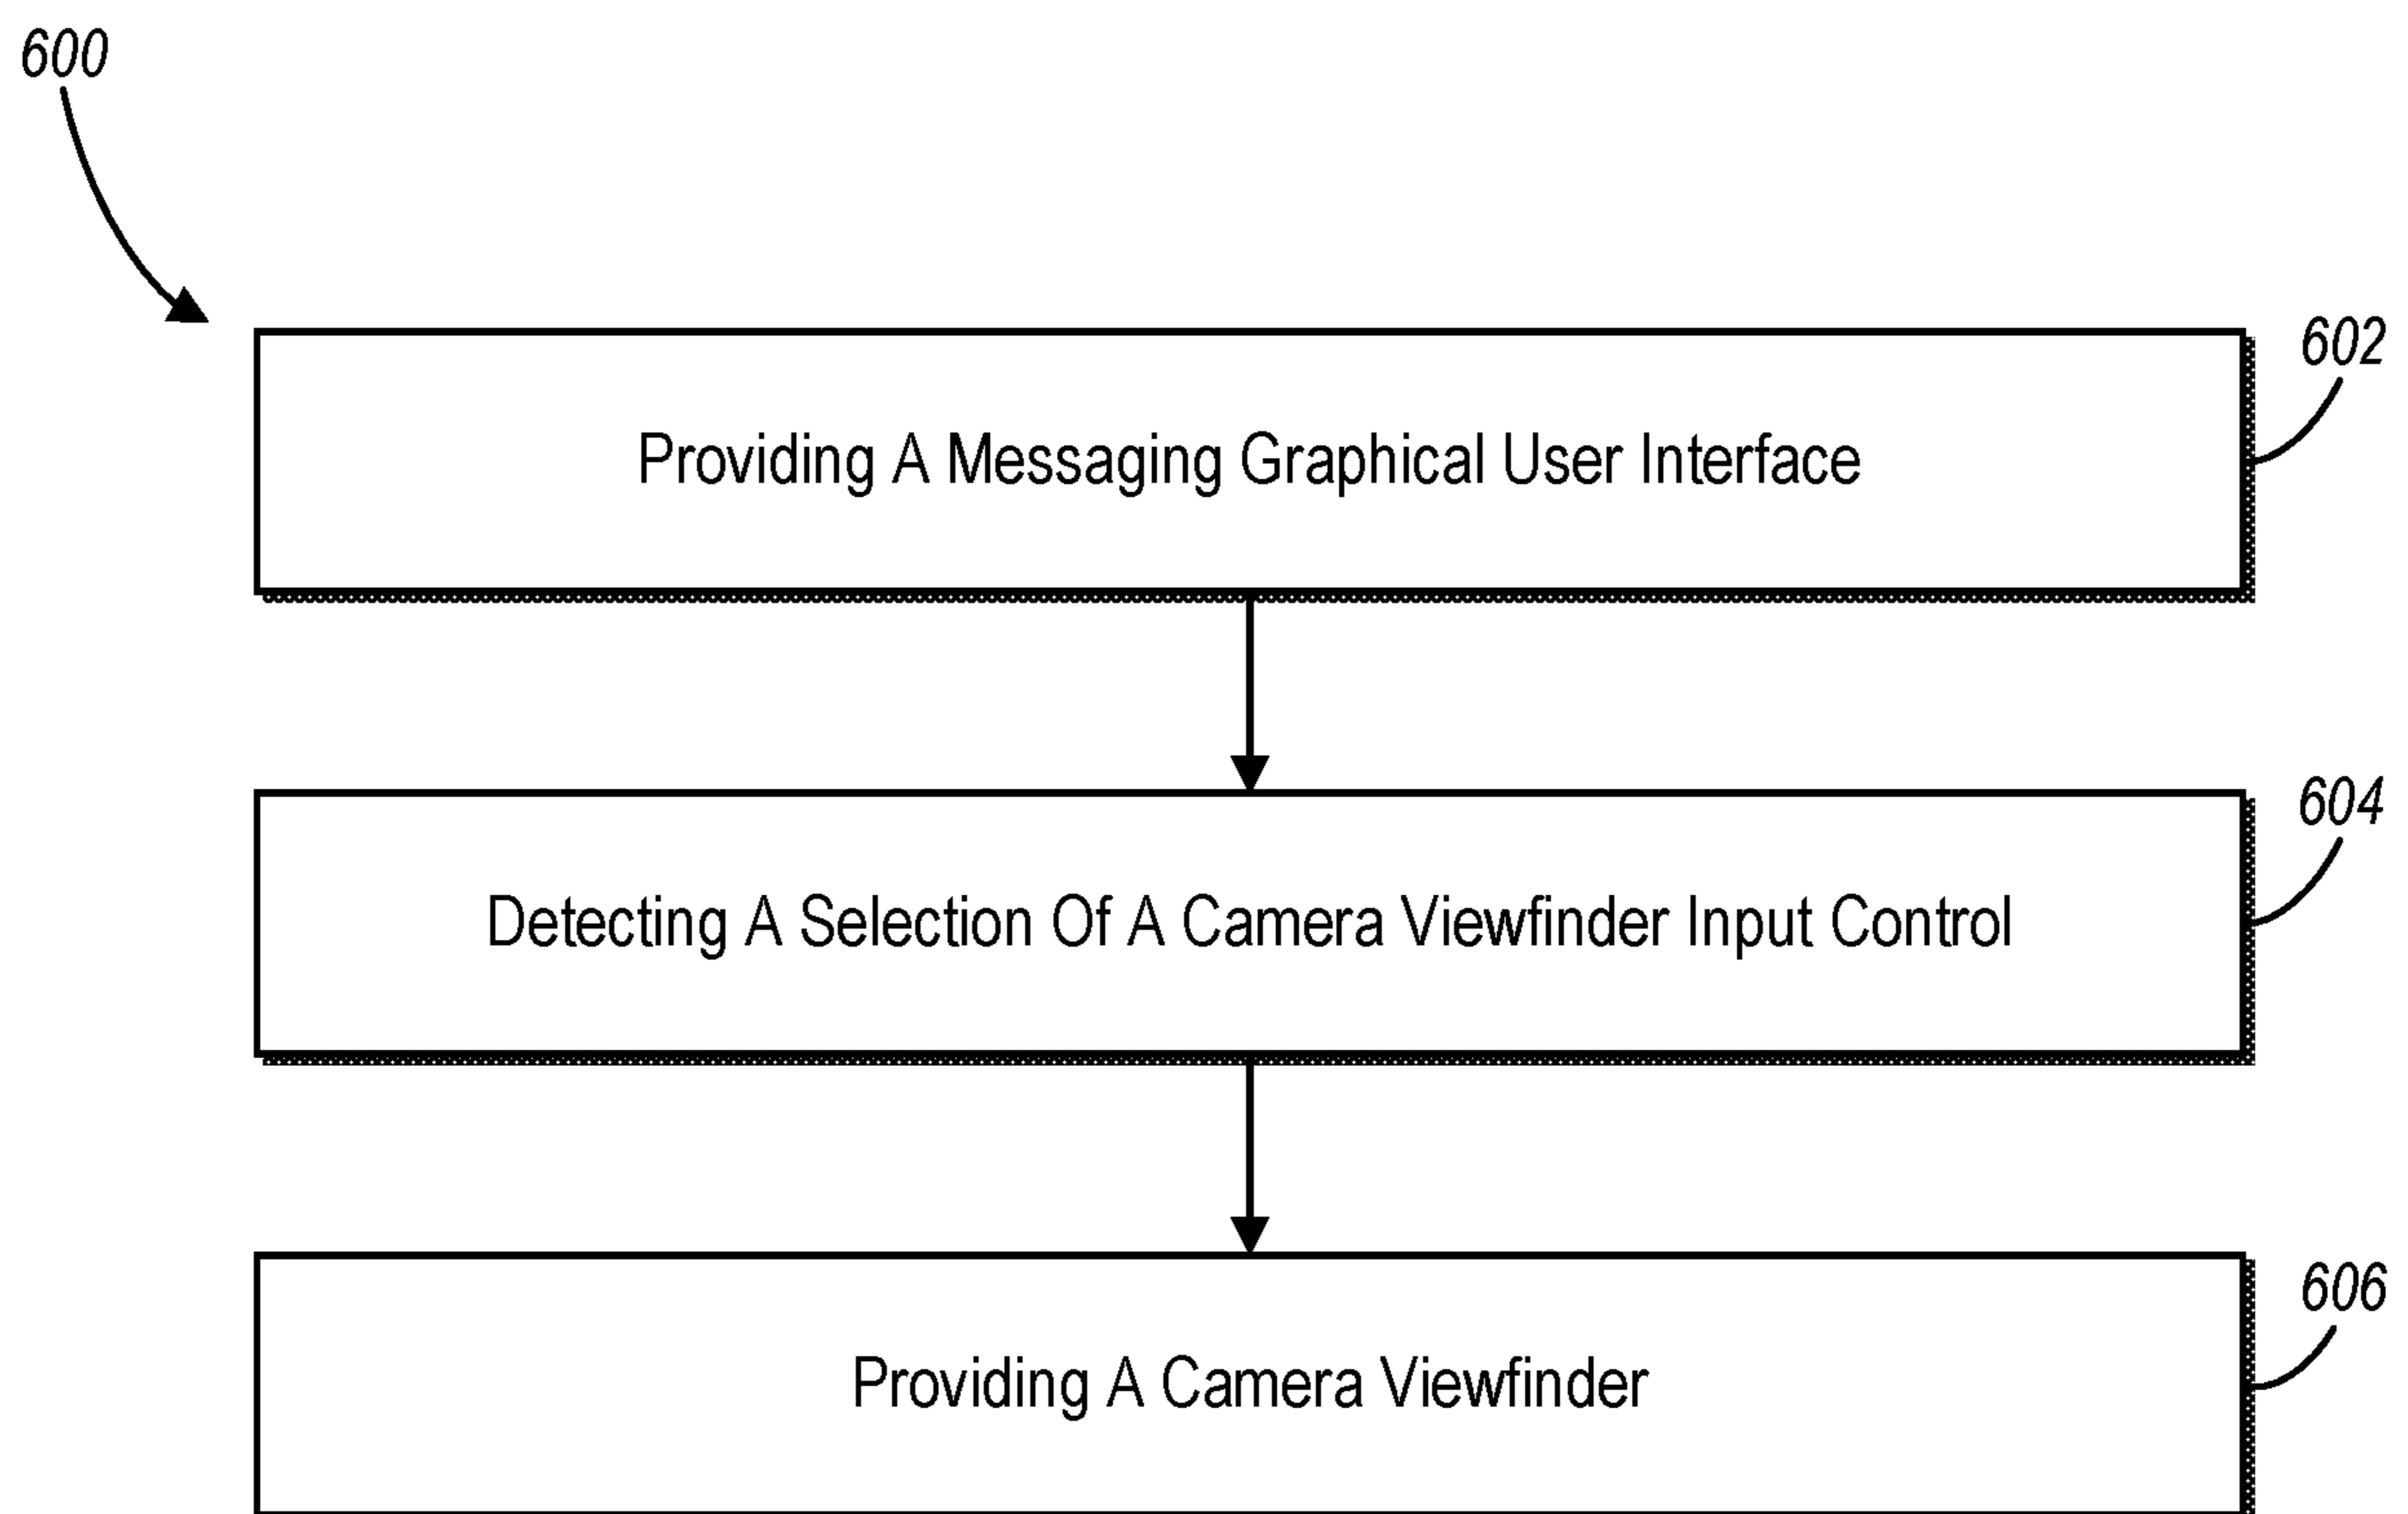 600
602
Providing A Messaging Graphical User Interface
604
Detecting A Selection Of A Camera Viewfinder Input Control
606
Providing A Camera Viewfinder